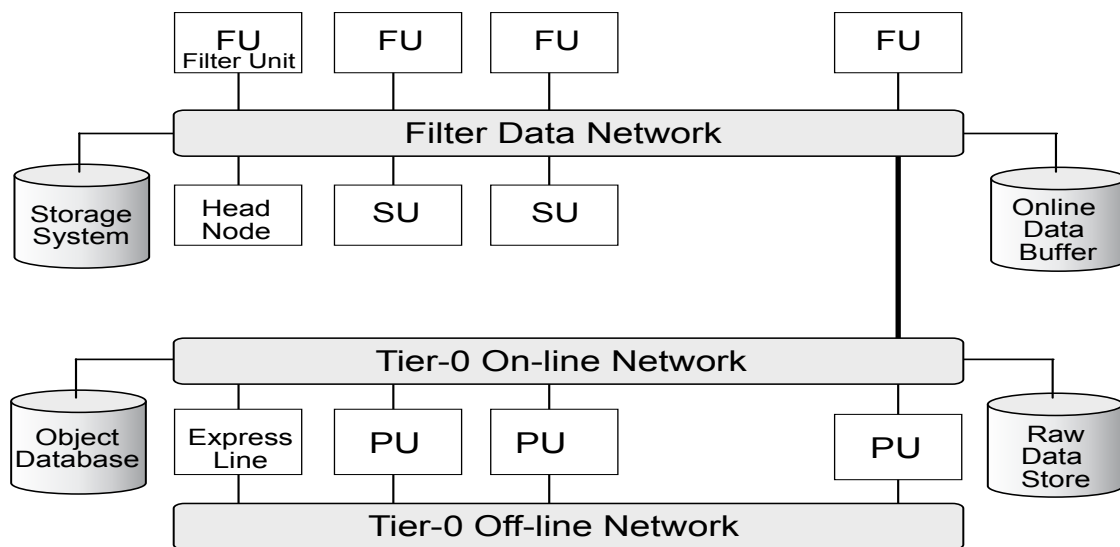 FU
Filter Unit
FU
FU
FU
Filter Data Network
Storage
System
Head
Node
SU
SU
Online
Data
Buffer
Tier-0 On-line Network
Object
Database
Express
Line
PU
PU
PU
Raw
Data
Store
Tier-0 Off-line Network